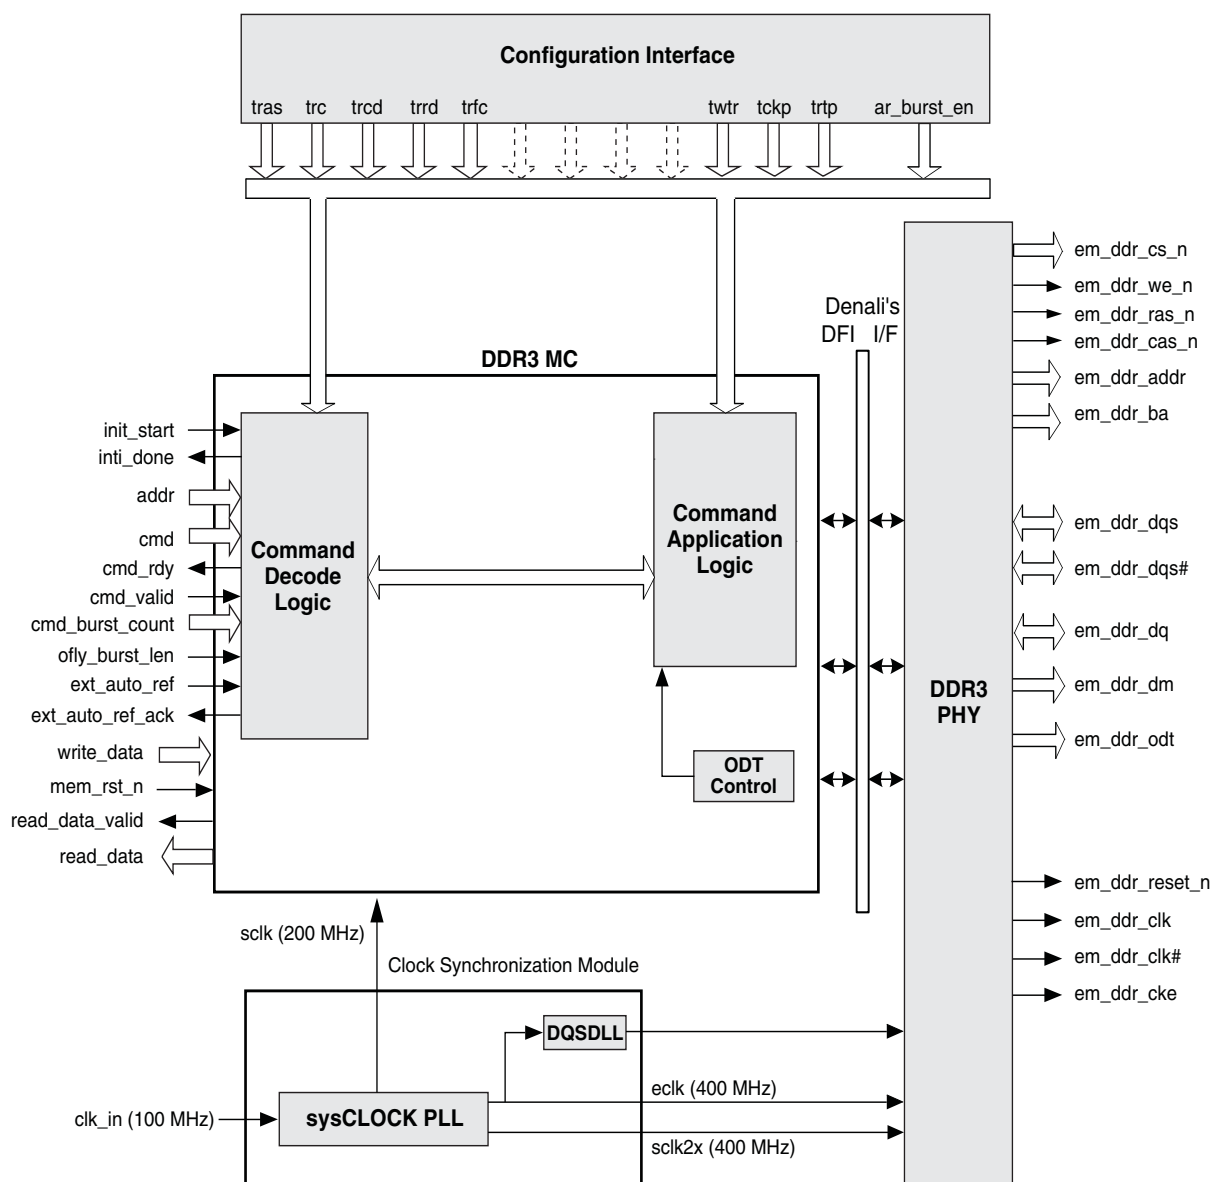 Configuration Interface
tras trc trcd trrd trfc twtr tckp trtp ar_burst_en
Denali's
DFI I/F
DDR3 MC
init_start
inti_done
addr
cmd
cmd_rdy
cmd_valid
cmd_burst_count
ofly_burst_len
ext_auto_ref
ext_auto_ref_ack
write_data
mem_rst_n
read_data_valid
read_data
Command
Decode
Logic
Command
Application
Logic
ODT
Control
DDR3
PHY
em_ddr_cs_n
em_ddr_we_n
em_ddr_ras_n
em_ddr_cas_n
em_ddr_addr
em_ddr_ba
em_ddr_dqs
em_ddr_dqs#
em_ddr_dq
em_ddr_dm
em_ddr_odt
em_ddr_reset_n
em_ddr_clk
em_ddr_clk#
em_ddr_cke
sclk (200 MHz)
Clock Synchronization Module
DQSDLL
clk_in (100 MHz)
sysCLOCK PLL
eclk (400 MHz)
sclk2x (400 MHz)